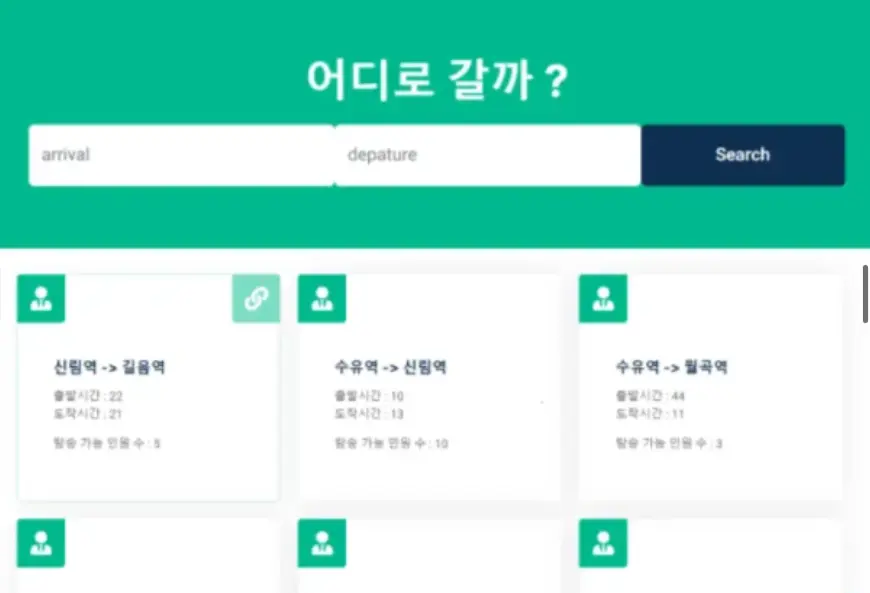 어디로 갈까 ?
arrival
depature
Search
신림역 -> 길음역
출발시간 : 22
도착시간 : 21
탑승 가능 인원 수 : 5
수유역 -> 신림역
출발시간 : 10
도착시간 : 13
탑승 가능 인원 수 : 10
수유역 -> 월곡역
출발시간 : 44
도착시간 : 11
탑승 가능 인원 수 : 3